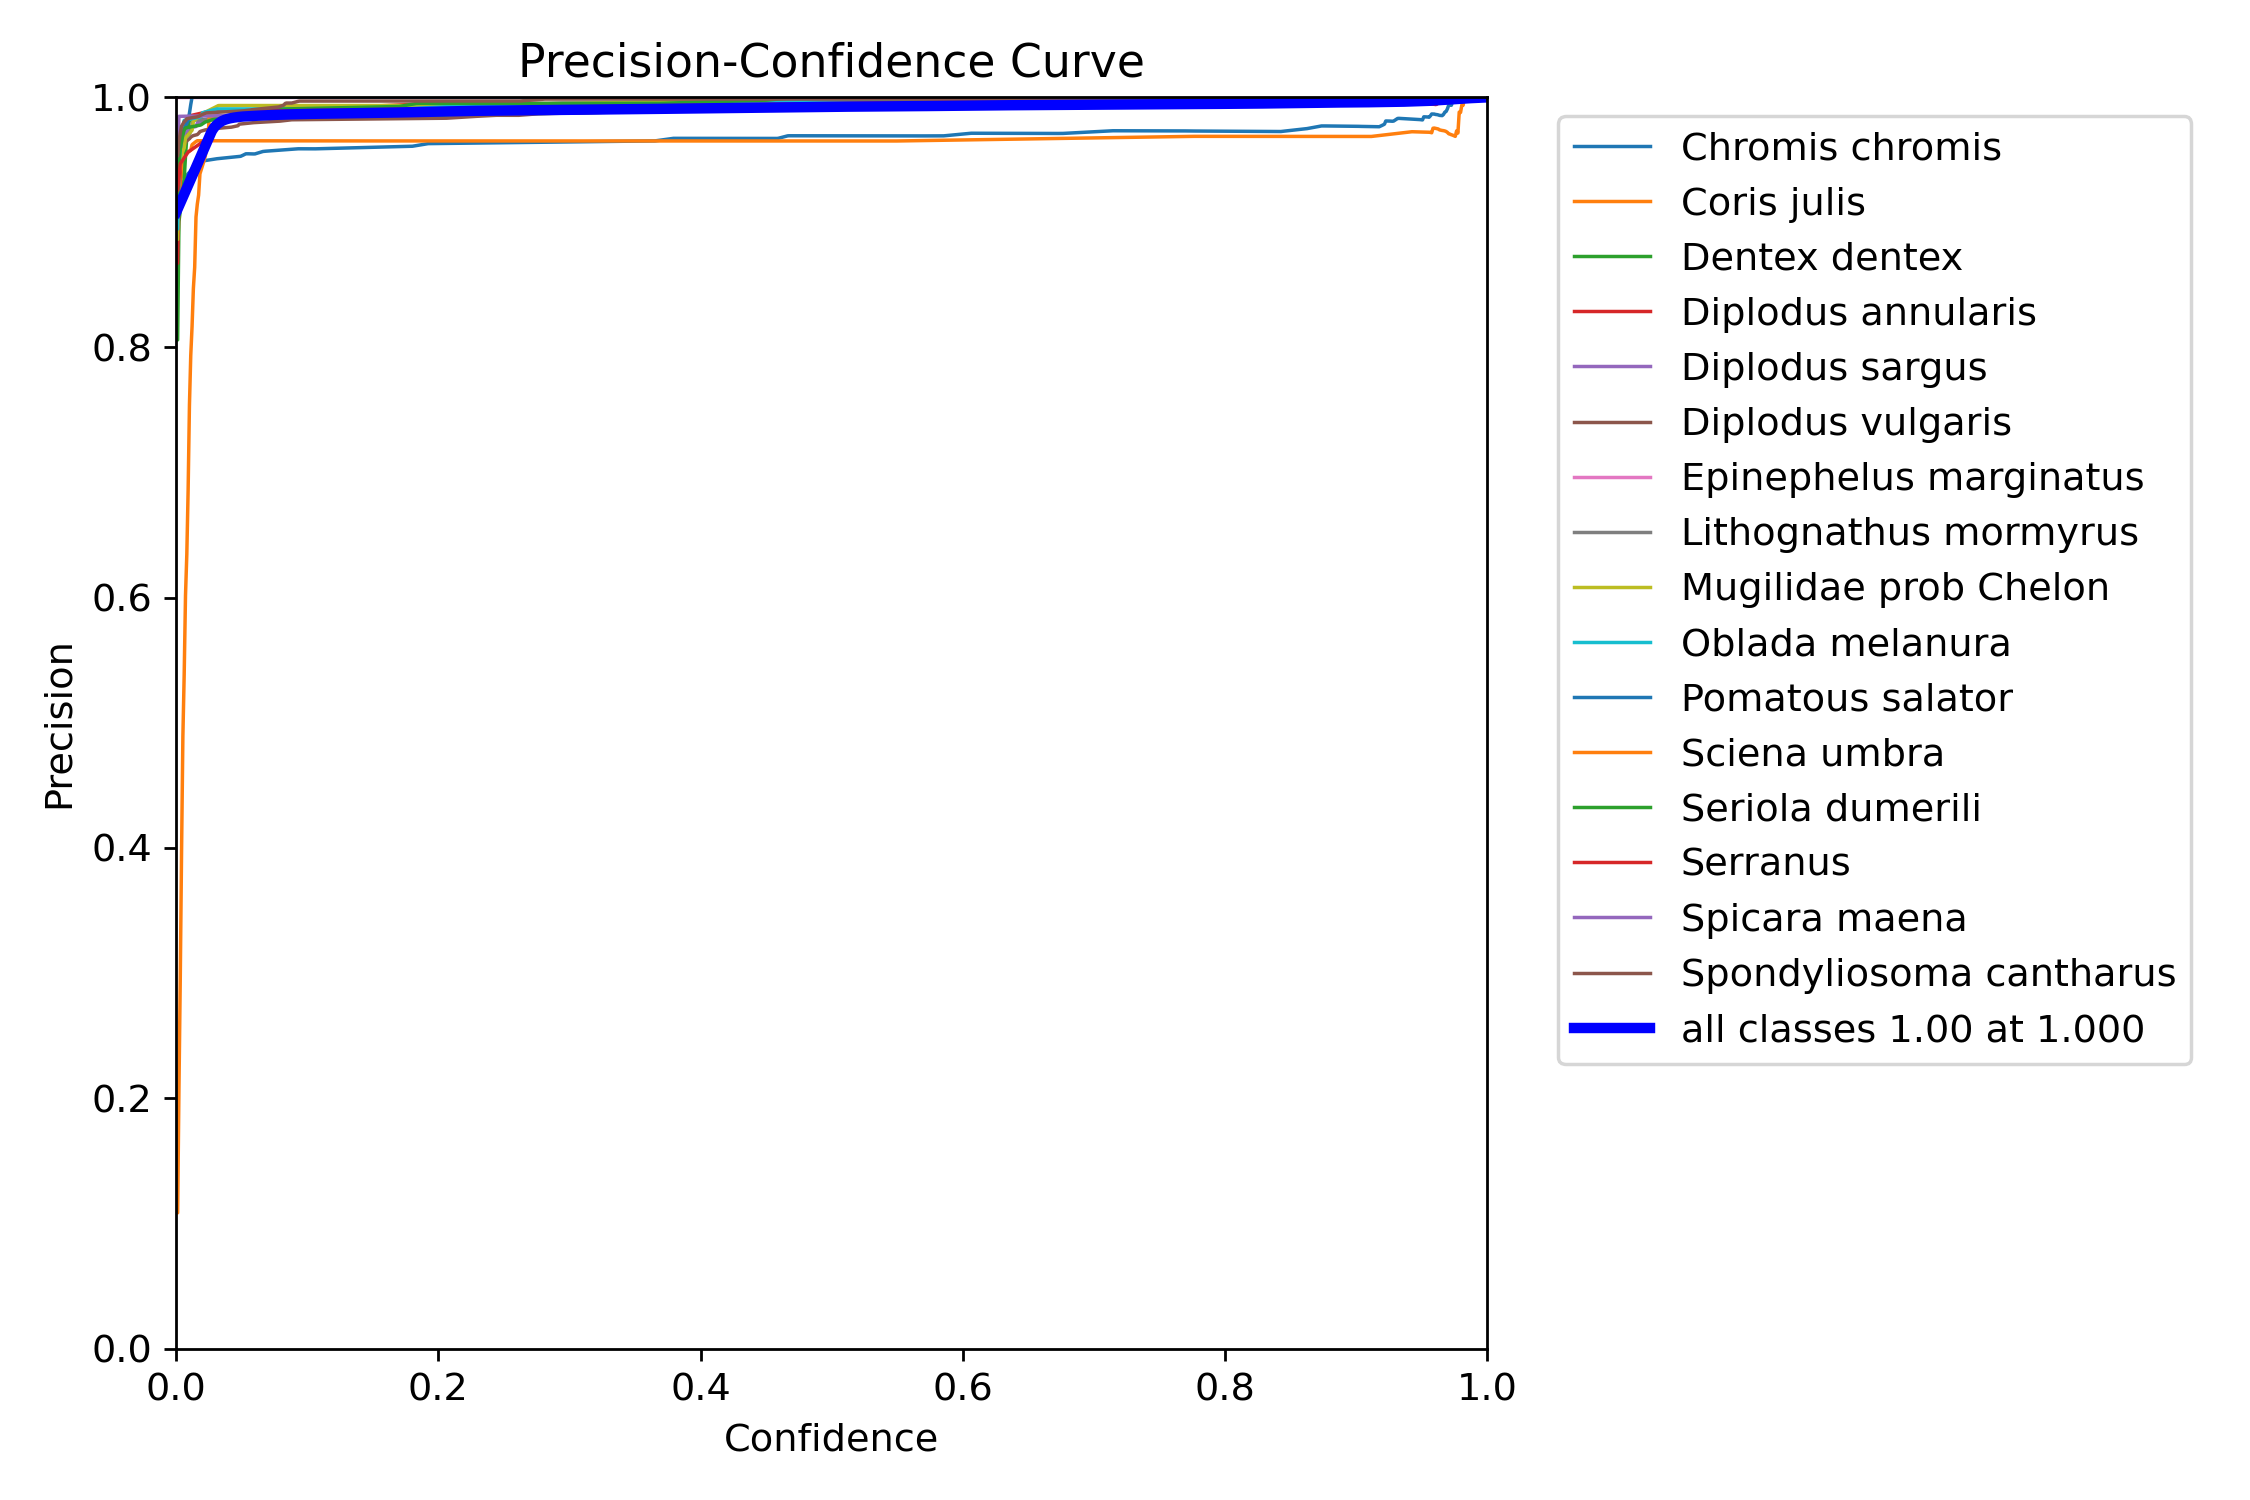 Precision-Confidence Curve
1.0
0.8
0.6
0.4
0.2
0.0
Precision
0.0 0.2 0.4 0.6 0.8 1.0
Confidence
Chromis chromis
Coris julis
Dentex dentex
Diplodus annularis
Diplodus sargus
Diplodus vulgaris
Epinephelus marginatus
Lithognathus mormyrus
Mugilidae prob Chelon
Oblada melanura
Pomatous salator
Sciena umbra
Seriola dumerili
Serranus
Spicara maena
Spondyliosoma cantharus
all classes 1.00 at 1.000